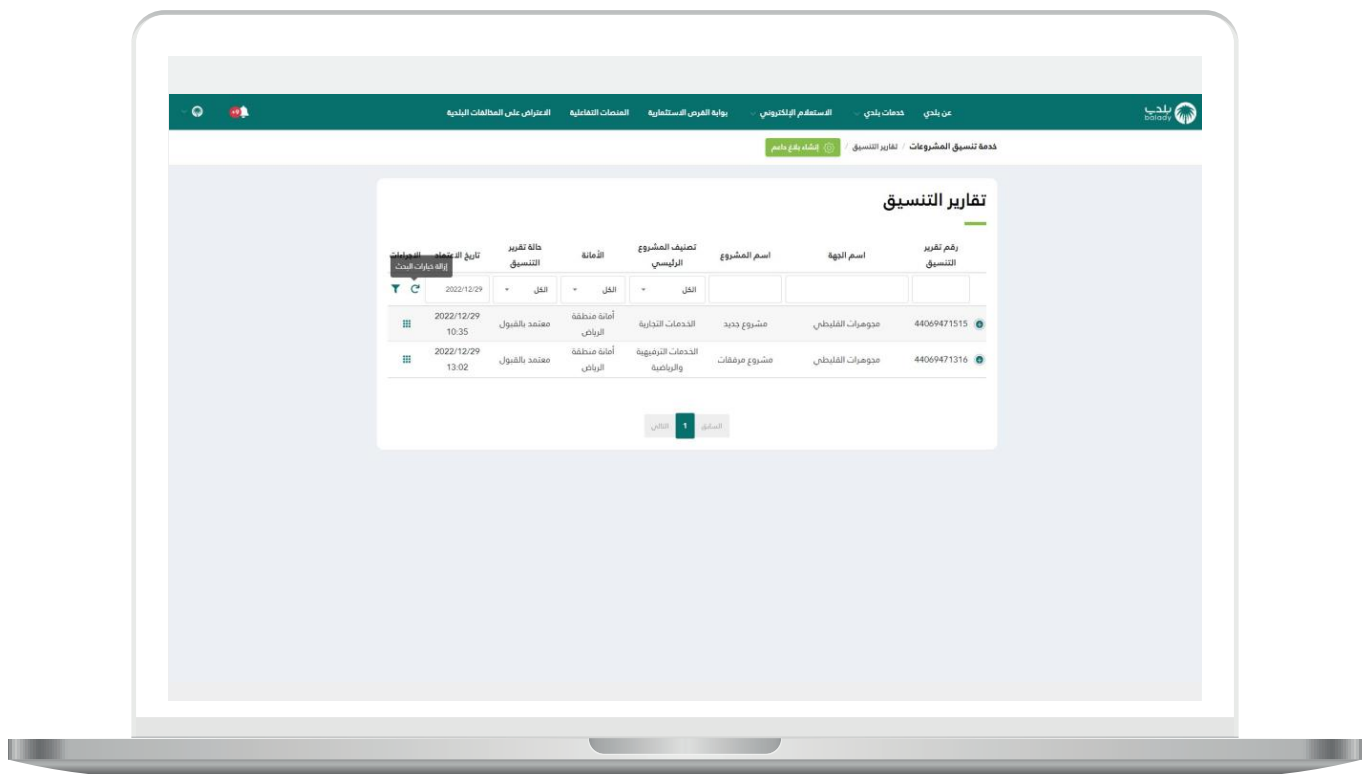 بلدي
balady
عن بلدي
خدمات بلدي
الاستعلام الإلكتروني
بوابة الفرص الاستثمارية
المنصات التفاعلية
الاعتراض على المخالفات البلدية
خدمة تنسيق المشروعات / تقارير التنسيق /
إنشاء بلاغ داعم
تقارير التنسيق
رقم تقرير
التنسيق
اسم الجهة
اسم المشروع
تصنيف المشروع
الرئيسي
الأمانة
حالة تقرير
التنسيق
تاريخ الاعتماد
الاجراءات
إزالة خيارات البحث
الكل
الكل
الكل
2022/12/29
44069471515
مجوهرات القليطي
مشروع جديد
الخدمات التجارية
أمانة منطقة
الرياض
معتمد بالقبول
2022/12/29
10:35
44069471316
مجوهرات القليطي
مشروع مرفقات
الخدمات الترفيهية
والرياضية
أمانة منطقة
الرياض
معتمد بالقبول
2022/12/29
13:02
السابق
1
التالي